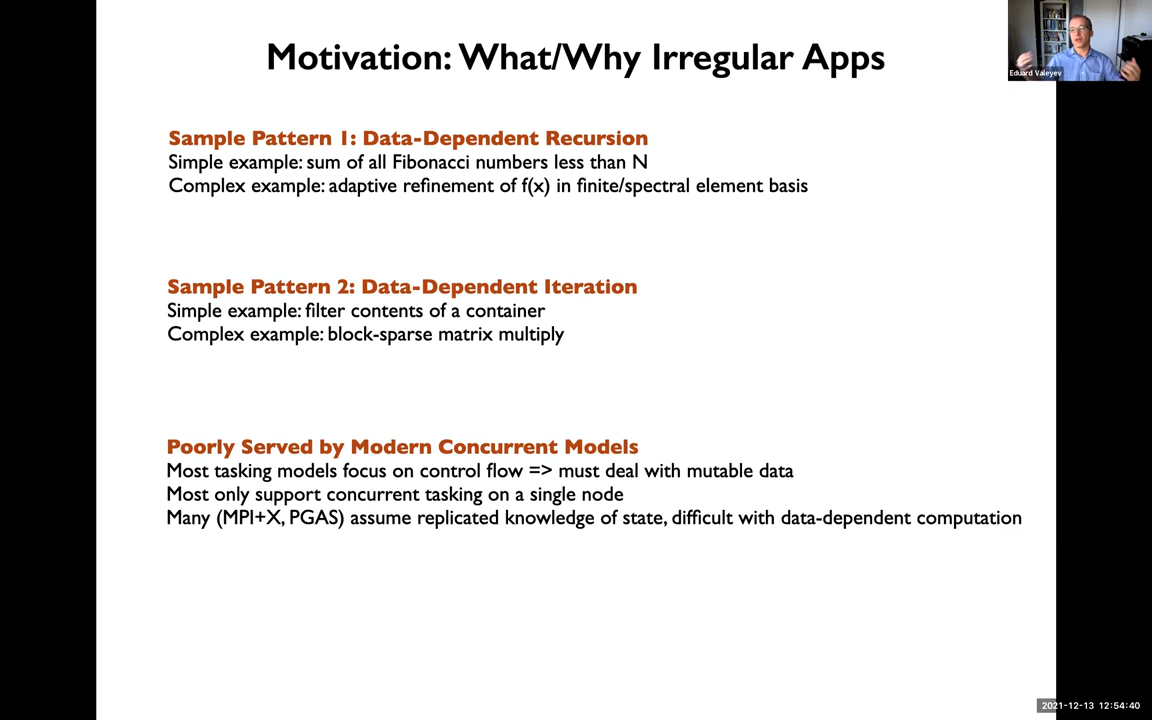 Motivation: What/Why Irregular Apps
Eduard Valeyev
Sample Pattern 1: Data-Dependent Recursion
Simple example: sum of all Fibonacci numbers less than N
Complex example: adaptive refinement of f(x) in finite/spectral element basis
Sample Pattern 2: Data-Dependent Iteration
Simple example: filter contents of a container
Complex example: block-sparse matrix multiply
Poorly Served by Modern Concurrent Models
Most tasking models focus on control flow => must deal with mutable data
Most only support concurrent tasking on a single node
Many (MPI+X, PGAS) assume replicated knowledge of state, difficult with data-dependent computation
2021-12-13 12:54:40